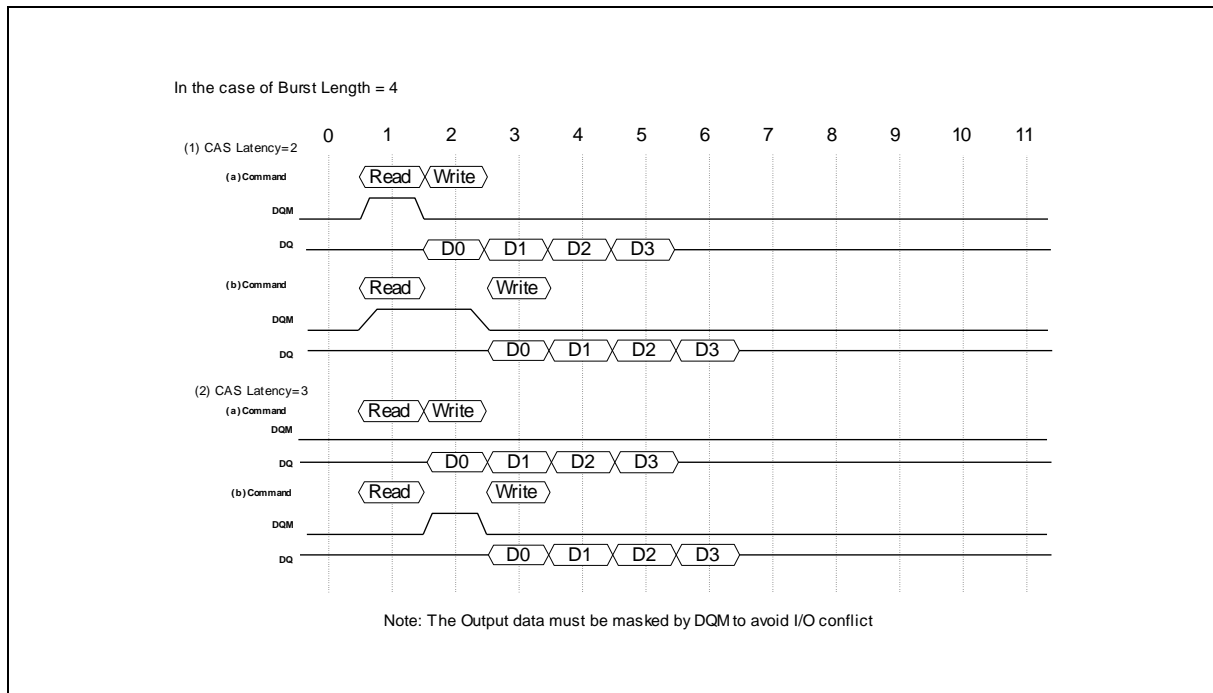 In the case of Burst Length = 4
0 1 2 3 4 5 6 7 8 9 10 11
(1) CAS Latency=2
(a)Command Read Write
DQM
DQ D0 D1 D2 D3
(b)Command Read Write
DQM
DQ D0 D1 D2 D3
(2) CAS Latency=3
(a)Command Read Write
DQM
DQ D0 D1 D2 D3
(b)Command Read Write
DQM
DQ D0 D1 D2 D3
Note: The Output data must be masked by DQM to avoid I/O conflict